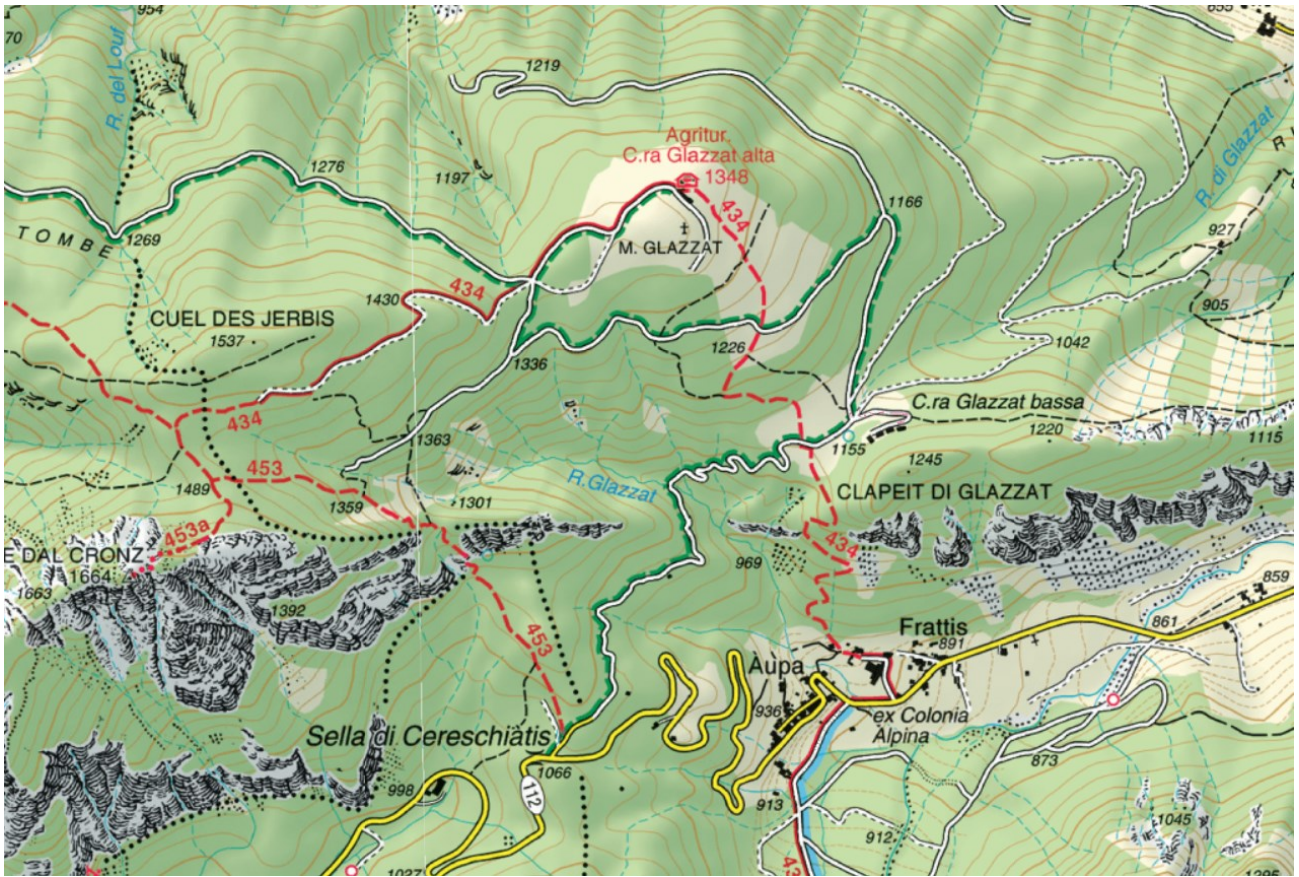 954
70
R. del Louf
1219
855
Agritur.
C.ra Glazzat alta
1348
R. di Glazzat
1276
1197
434
1166
TOMBE
1269
M. GLAZZAT
927
434
1430
905
CUEL DES JERBIS
1537
1336
1226
1042
C.ra Glazzat bassa
434
1363
1220
1115
1155
453
1245
1489
R. Glazzat
CLAPEIT DI GLAZZAT
1359
1301
453a
434
E DAL CRONZ
1664
1663
969
859
1392
861
453
Frattis
891
Aupa
936
ex Colonia
Alpina
Sella di Cereschiàtis
1066
873
998
112
913
912
1045
1027
1295